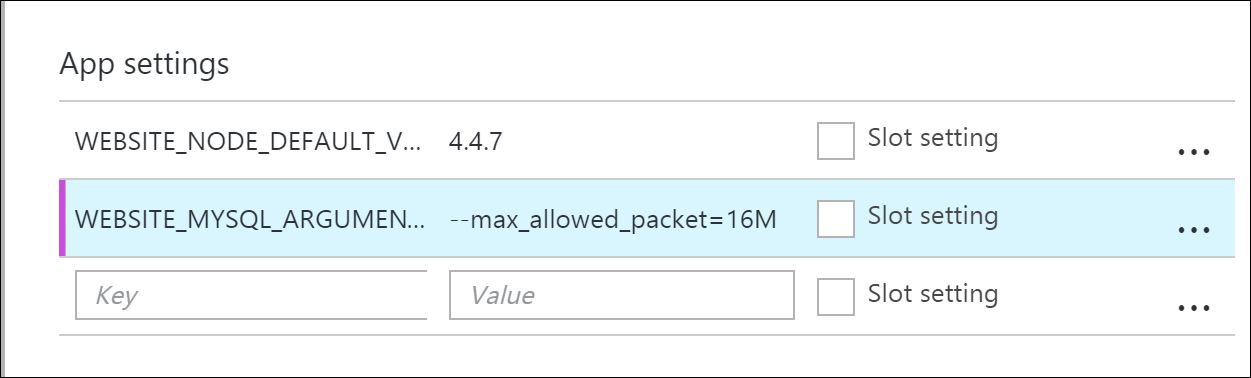 App settings
WEBSITE_NODE_DEFAULT_V... 4.4.7 Slot setting ...
WEBSITE_MYSQL_ARGUMEN... --max_allowed_packet=16M Slot setting ...
Key Value Slot setting ...